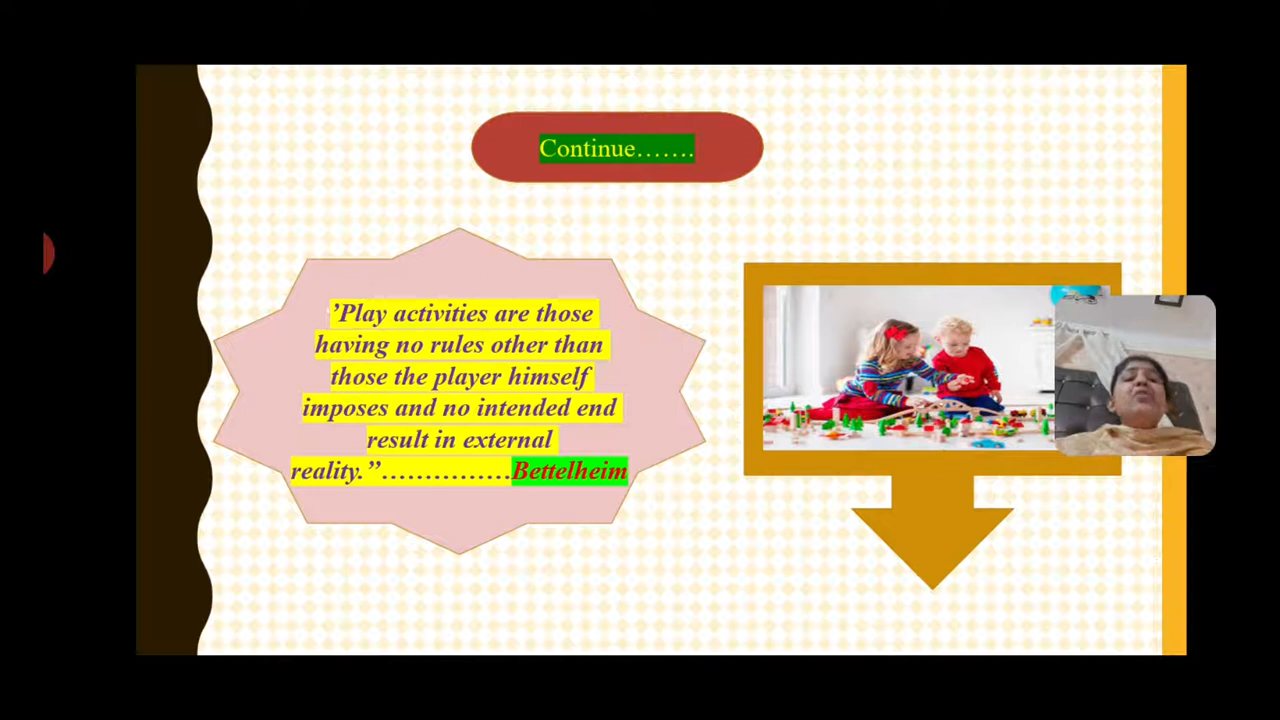 Continue…….
’Play activities are those
having no rules other than
those the player himself
imposes and no intended end
result in external
reality.”……………Bettelheim